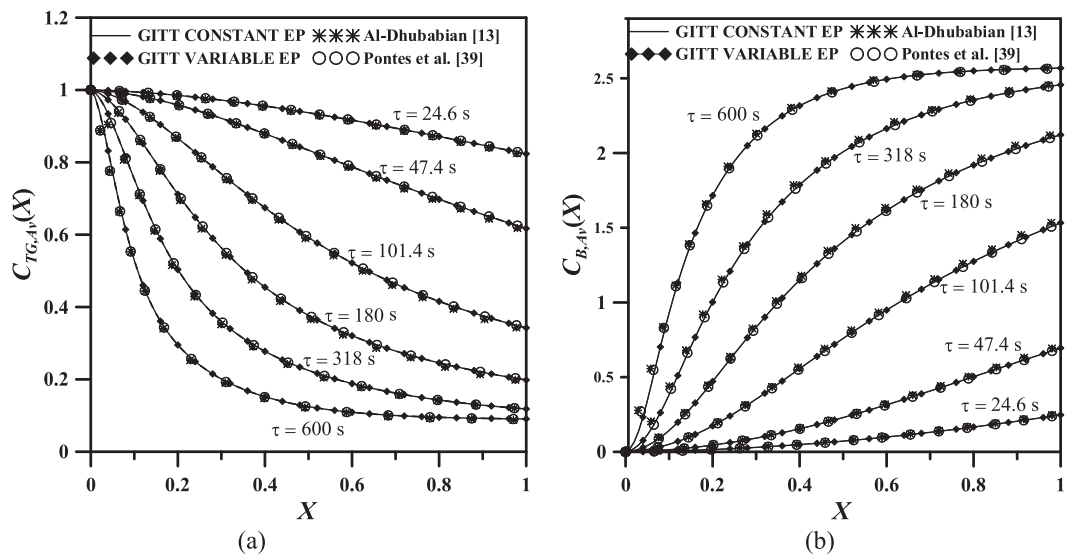 GITT CONSTANT EP Al-Dhubabian [13]
GITT VARIABLE EP Pontes et al. [39]
1.2
1
0.8
0.6
0.4
0.2
0
C_{TG,Av}(X)
τ = 24.6 s
τ = 47.4 s
τ = 101.4 s
τ = 180 s
τ = 318 s
τ = 600 s
0 0.2 0.4 0.6 0.8 1
X
(a)
GITT CONSTANT EP Al-Dhubabian [13]
GITT VARIABLE EP Pontes et al. [39]
2.5
2
1.5
1
0.5
0
C_{B,Av}(X)
τ = 600 s
τ = 318 s
τ = 180 s
τ = 101.4 s
τ = 47.4 s
τ = 24.6 s
0 0.2 0.4 0.6 0.8 1
X
(b)